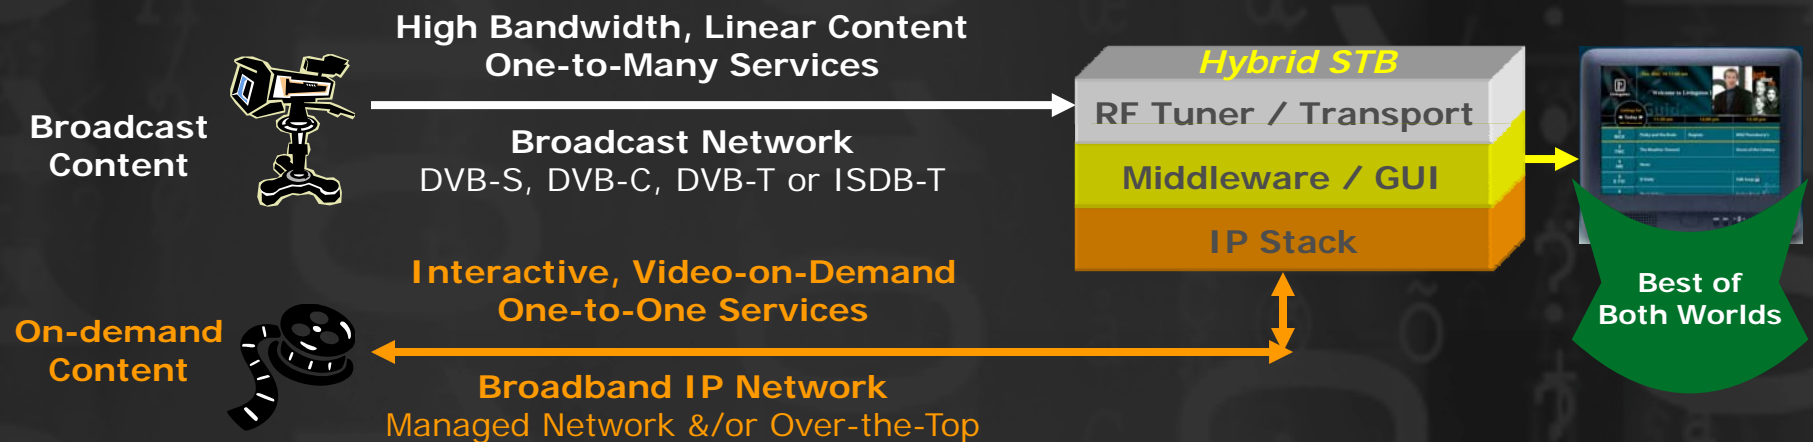 High Bandwidth, Linear Content
One-to-Many Services
Broadcast
Content
Broadcast Network
DVB-S, DVB-C, DVB-T or ISDB-T
Hybrid STB
RF Tuner / Transport
Middleware / GUI
IP Stack
Interactive, Video-on-Demand
One-to-One Services
On-demand
Content
Broadband IP Network
Managed Network &/or Over-the-Top
Best of
Both Worlds